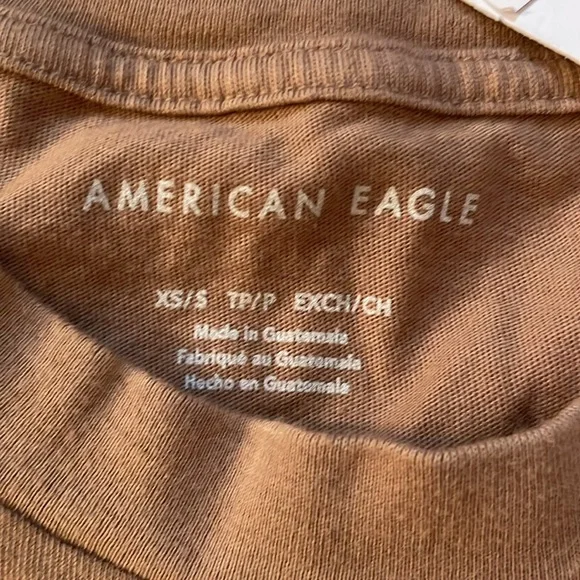 AMERICAN EAGLE
XS/S TP/P EXCH/CH
Made in Guatemala
Fabriqué au Guatemala
Hecho en Guatemala